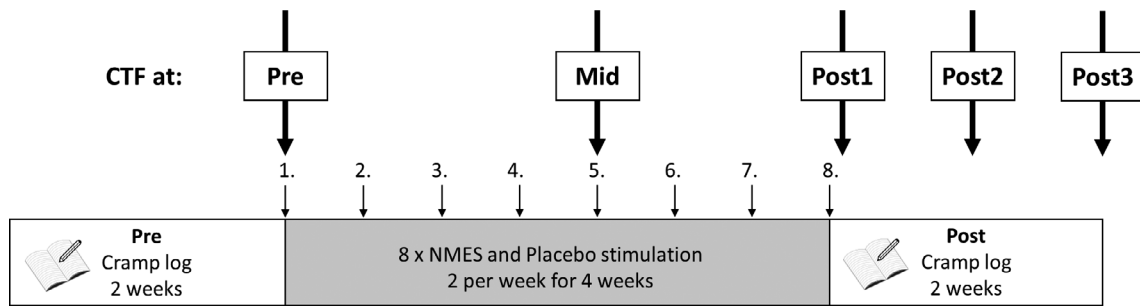 CTF at: Pre Mid Post1 Post2 Post3
1. 2. 3. 4. 5. 6. 7. 8.
Pre
Cramp log
2 weeks
8 x NMES and Placebo stimulation
2 per week for 4 weeks
Post
Cramp log
2 weeks